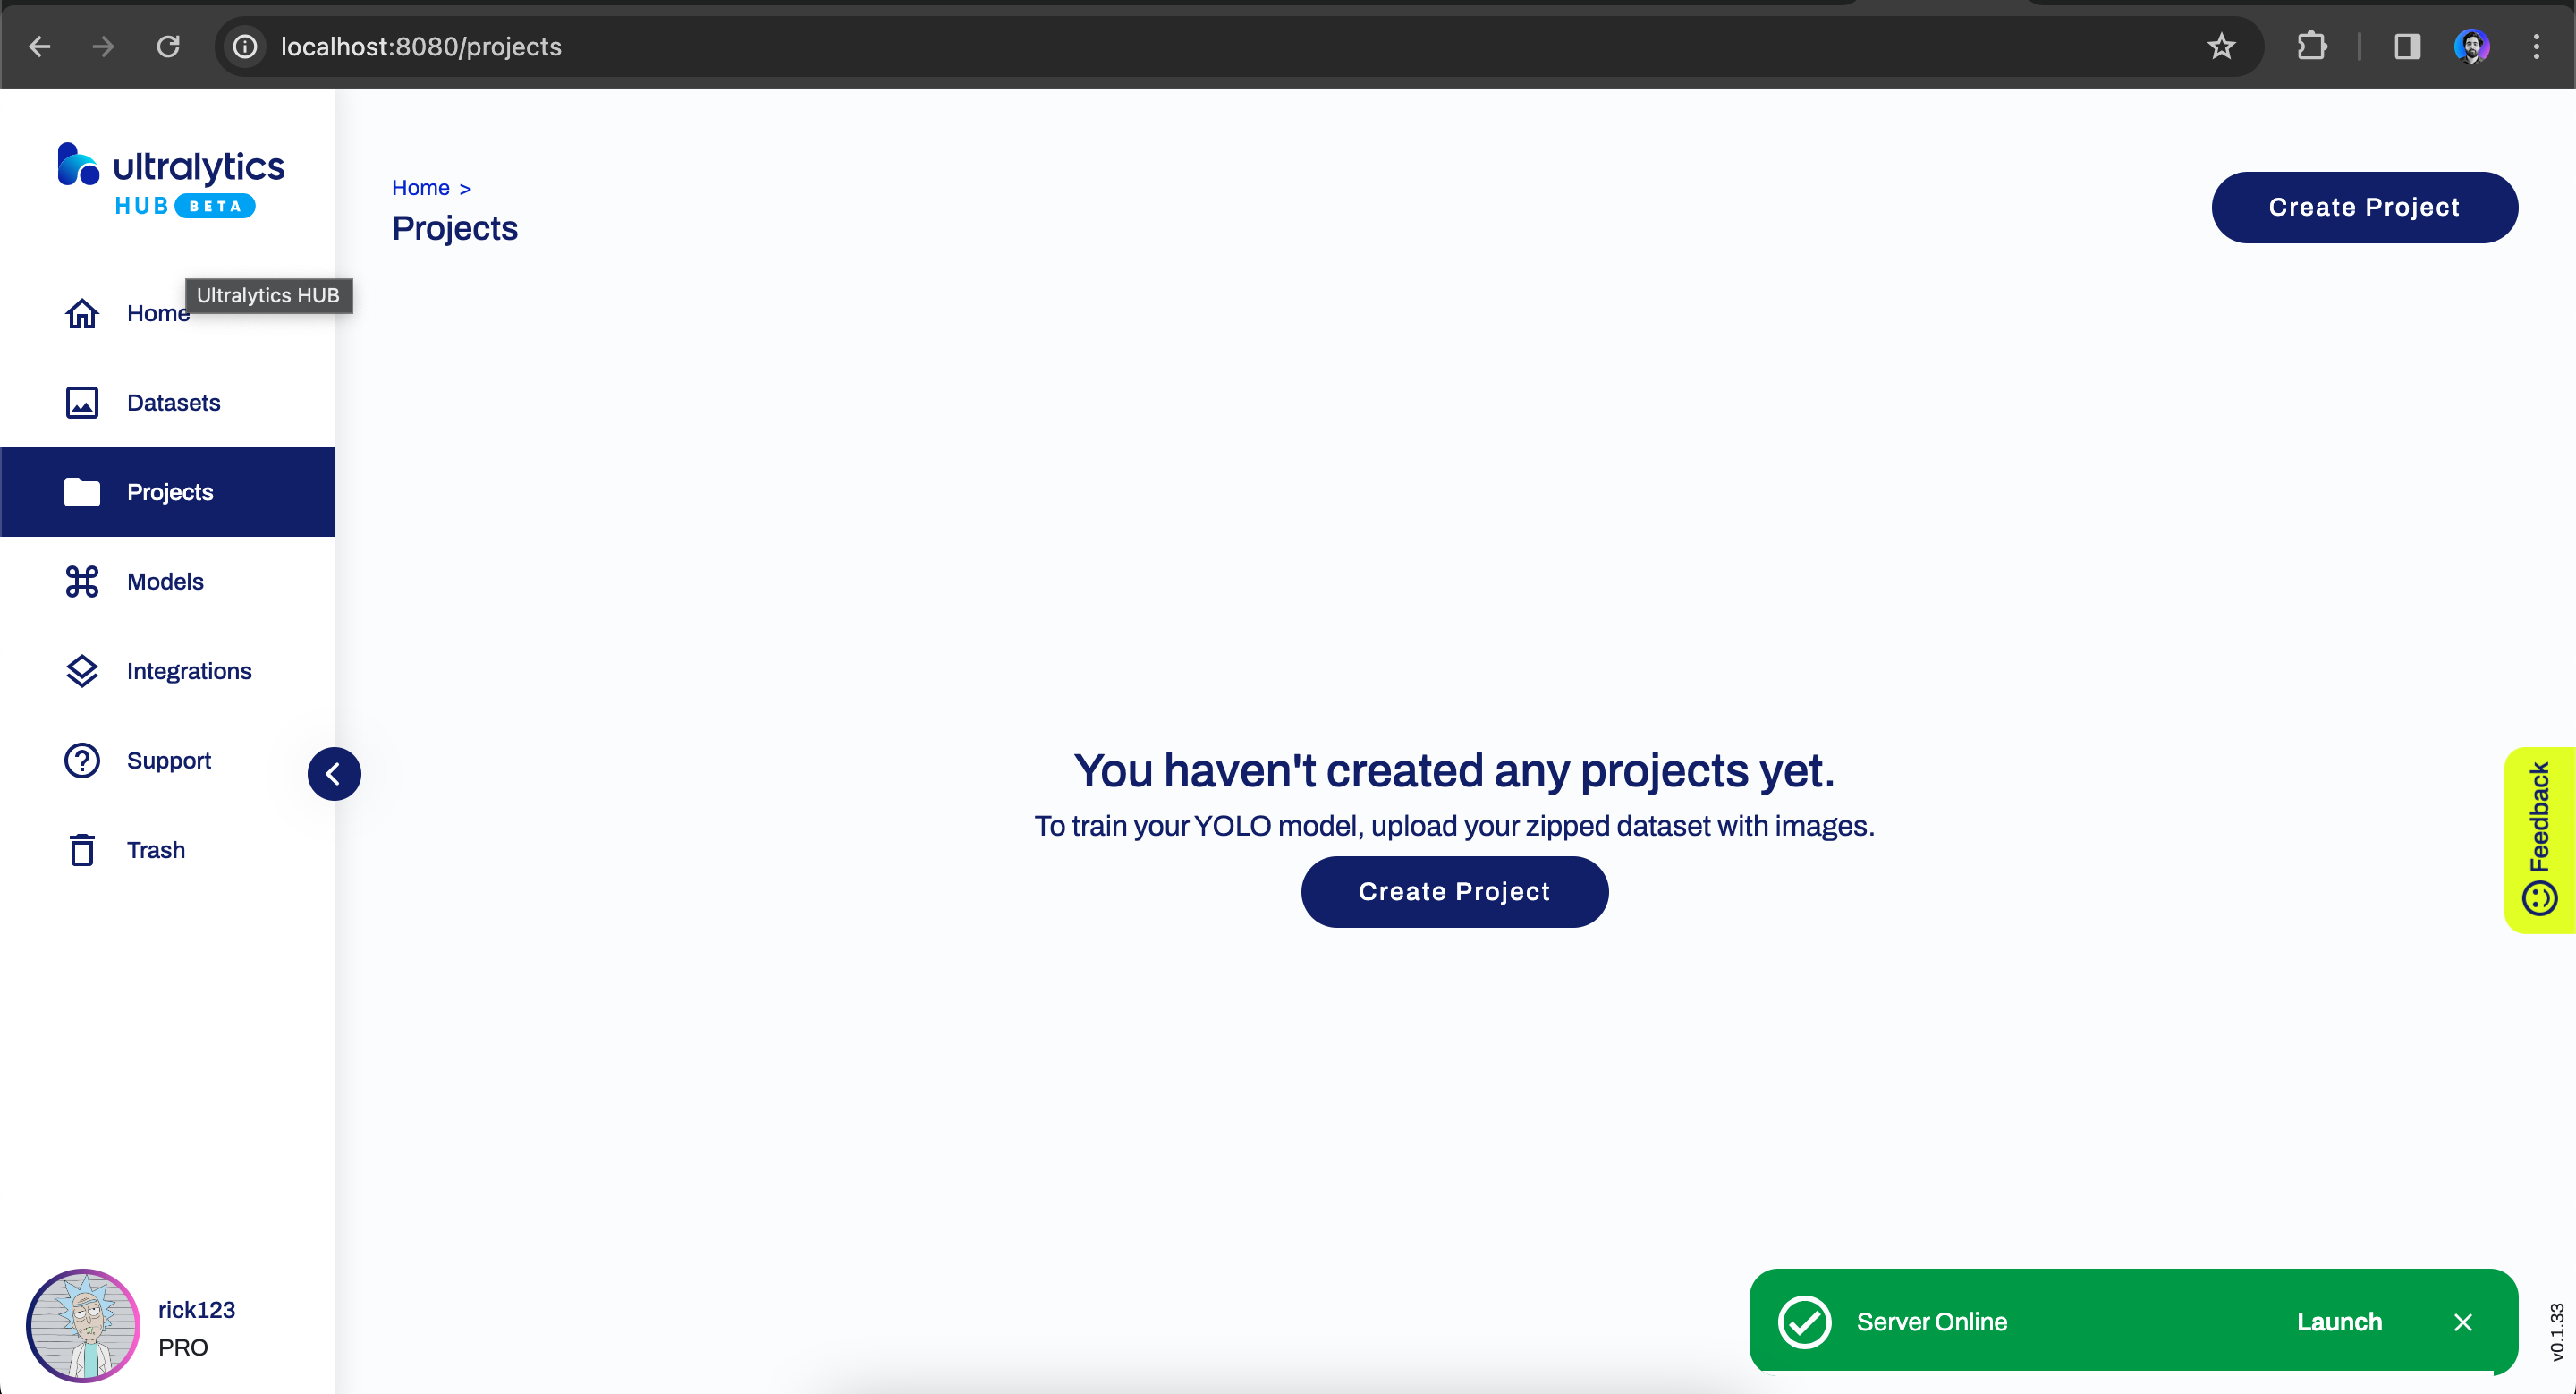 localhost:8080/projects
ultralytics
HUB BETA
Home >
Projects
Create Project
Ultralytics HUB
Home
Datasets
Projects
Models
Integrations
Support
Trash
You haven't created any projects yet.
To train your YOLO model, upload your zipped dataset with images.
Create Project
Feedback
rick123
PRO
Server Online
Launch
v0.1.33